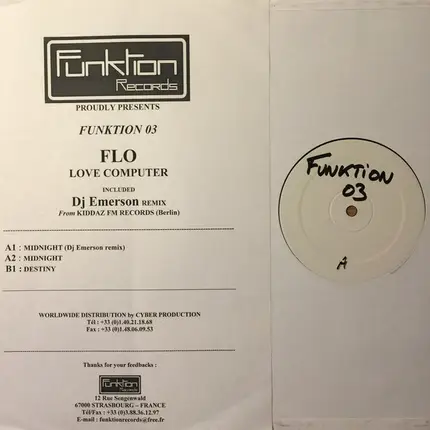 Funktion
Records
PROUDLY PRESENTS
FUNKTION 03
FLO
LOVE COMPUTER
INCLUDED
Dj Emerson REMIX
From KIDDAZ FM RECORDS (Berlin)
A1 : MIDNIGHT (Dj Emerson remix)
A2 : MIDNIGHT
B1 : DESTINY
WORLDWIDE DISTRIBUTION by CYBER PRODUCTION
Tél : +33 (0)1.40.21.18.68
Fax : +33 (0)1.48.06.09.53
Thanks for your feedbacks :
Funktion
Records
12 Rue Sengenwald
67000 STRASBOURG – FRANCE
Tél/Fax : +33 (0)3.88.36.12.97
E-mail : funktionrecords@free.fr
FUNKTiON
03
A